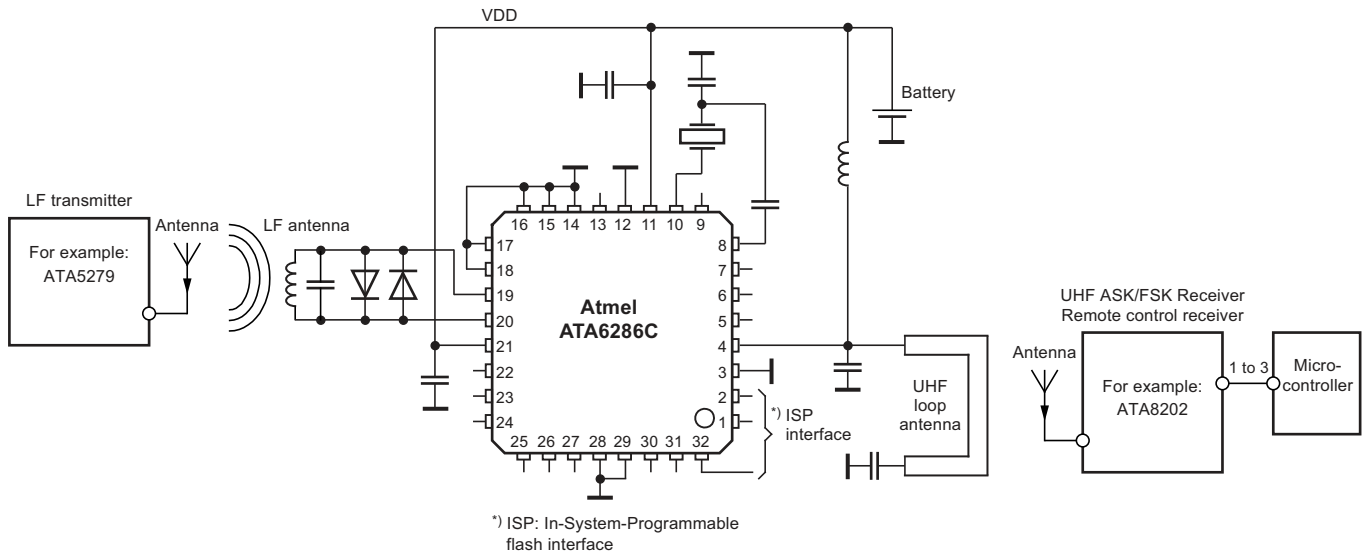 VDD
Battery
LF transmitter
For example:
ATA5279
Antenna
LF antenna
16 15 14 13 12 11 10 9
17
18
19
20
21
22
23
24
8
7
6
5
4
3
2
1
Atmel
ATA6286C
25 26 27 28 29 30 31 32
*) ISP
interface
UHF
loop
antenna
UHF ASK/FSK Receiver
Remote control receiver
Antenna
For example:
ATA8202
1 to 3
Micro-
controller
*) ISP: In-System-Programmable
flash interface